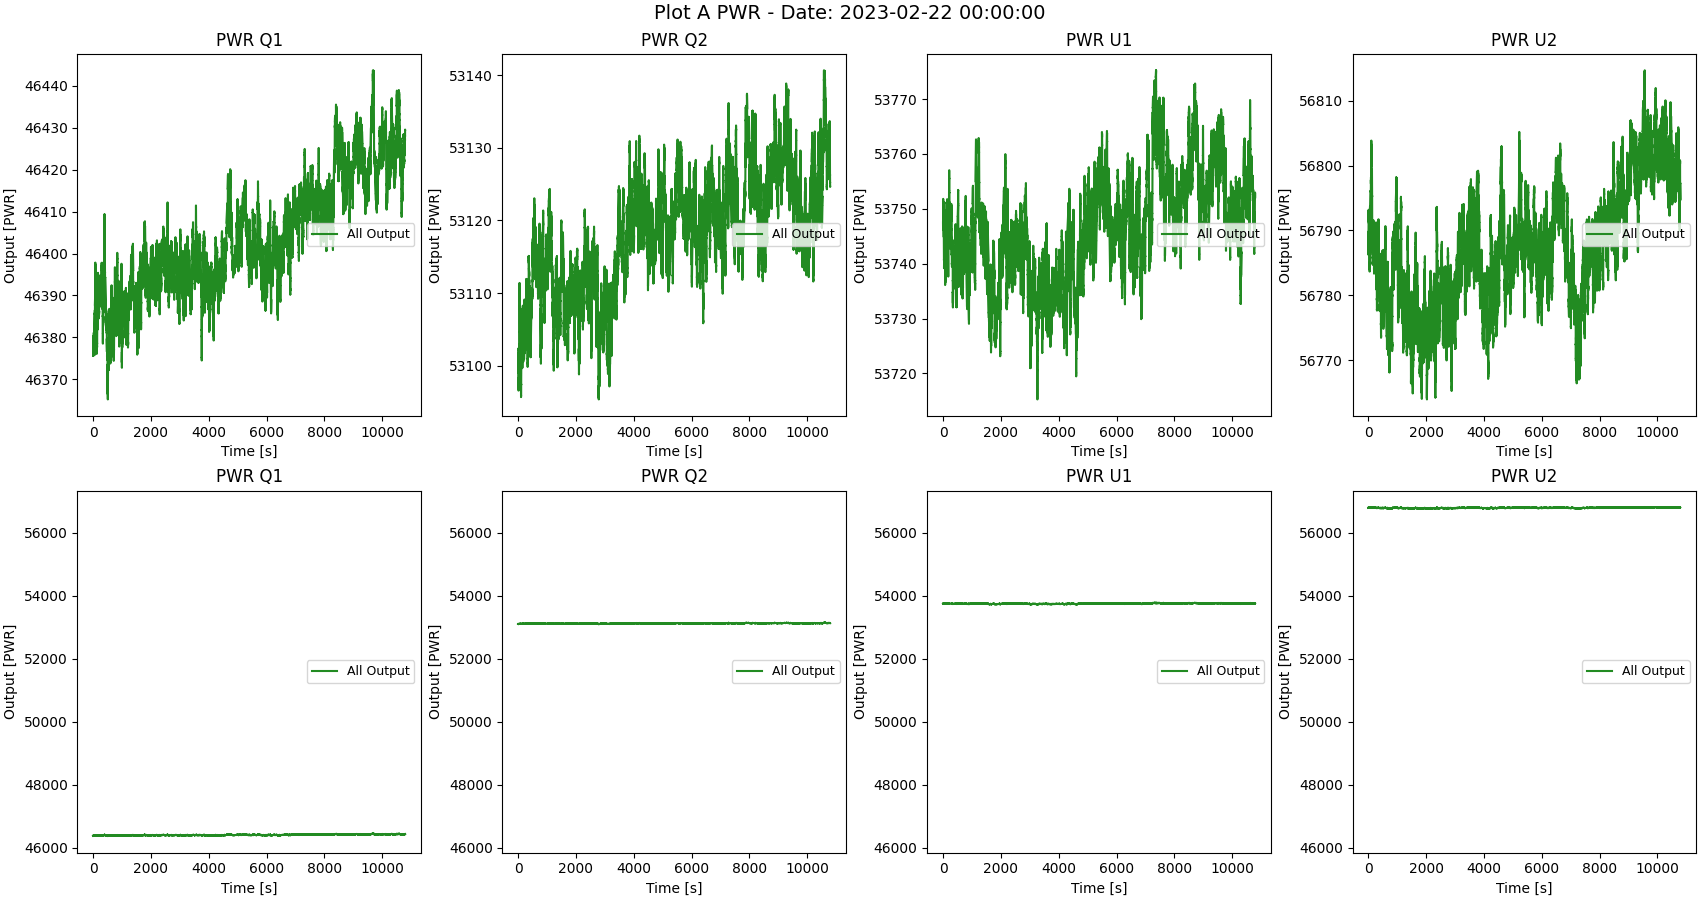 Plot A PWR - Date: 2023-02-22 00:00:00
PWR Q1
Output [PWR]
46440
46430
46420
46410
46400
46390
46380
46370
All Output
0 2000 4000 6000 8000 10000
Time [s]
PWR Q2
Output [PWR]
53140
53130
53120
53110
53100
All Output
0 2000 4000 6000 8000 10000
Time [s]
PWR U1
Output [PWR]
53770
53760
53750
53740
53730
53720
All Output
0 2000 4000 6000 8000 10000
Time [s]
PWR U2
Output [PWR]
56810
56800
56790
56780
56770
All Output
0 2000 4000 6000 8000 10000
Time [s]
PWR Q1
Output [PWR]
56000
54000
52000
50000
48000
46000
All Output
0 2000 4000 6000 8000 10000
Time [s]
PWR Q2
Output [PWR]
56000
54000
52000
50000
48000
46000
All Output
0 2000 4000 6000 8000 10000
Time [s]
PWR U1
Output [PWR]
56000
54000
52000
50000
48000
46000
All Output
0 2000 4000 6000 8000 10000
Time [s]
PWR U2
Output [PWR]
56000
54000
52000
50000
48000
46000
All Output
0 2000 4000 6000 8000 10000
Time [s]